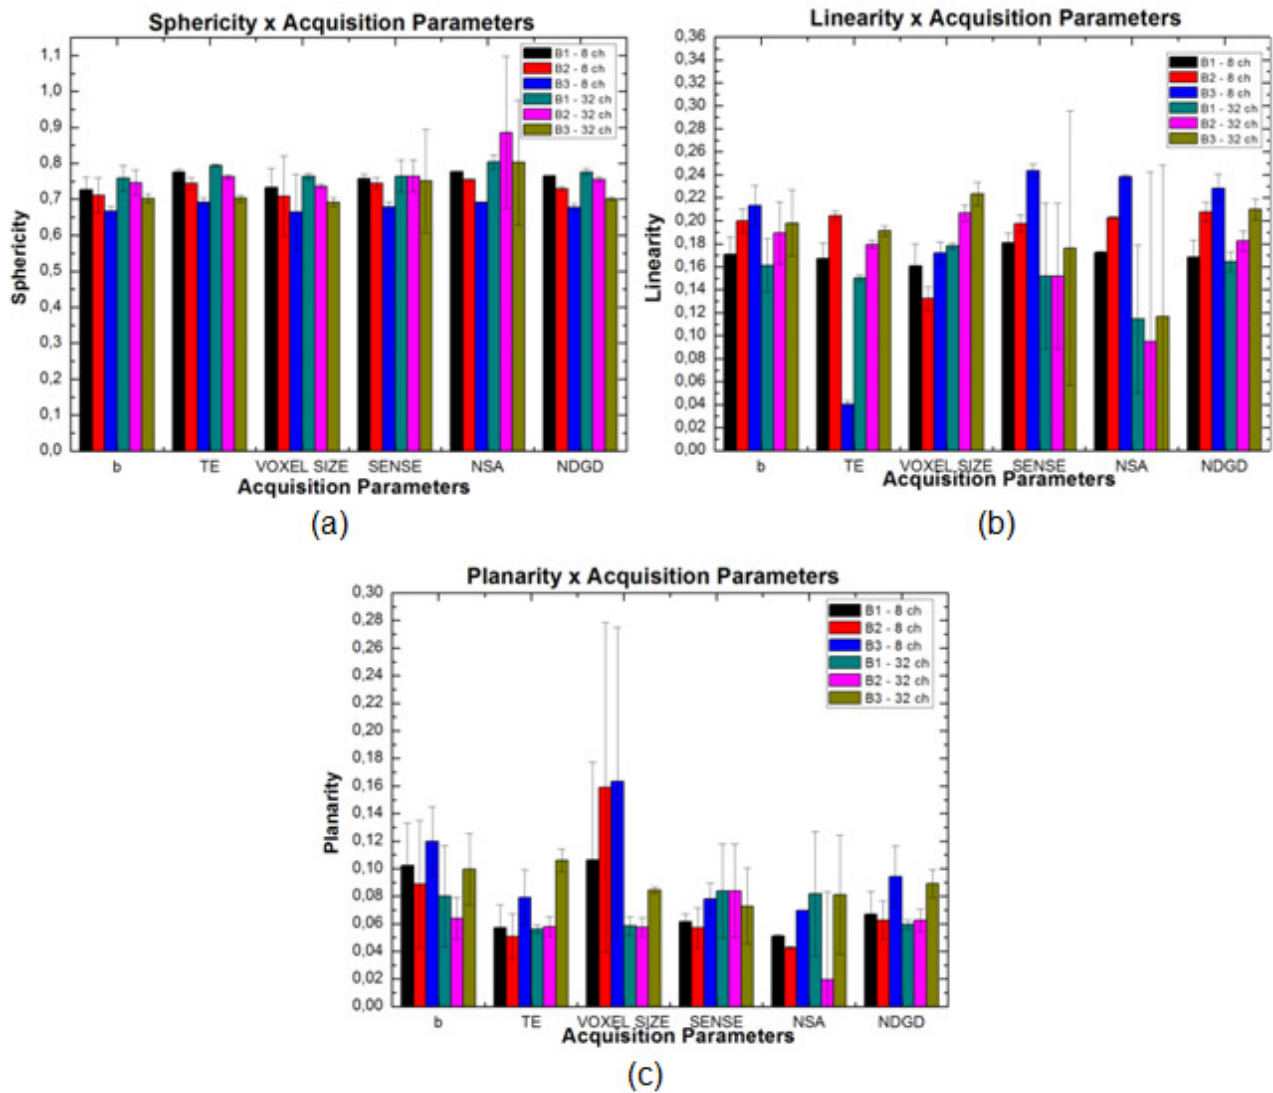 Sphericity x Acquisition Parameters
1,1
1,0
0,9
0,8
0,7
0,6
0,5
0,4
0,3
0,2
0,1
0,0
Sphericity
B1 - 8 ch
B2 - 8 ch
B3 - 8 ch
B1 - 32 ch
B2 - 32 ch
B3 - 32 ch
b TE VOXEL SIZE SENSE NSA NDGD
Acquisition Parameters
(a)
Linearity x Acquisition Parameters
0,36
0,34
0,32
0,30
0,28
0,26
0,24
0,22
0,20
0,18
0,16
0,14
0,12
0,10
0,08
0,06
0,04
0,02
0,00
Linearity
B1 - 8 ch
B2 - 8 ch
B3 - 8 ch
B1 - 32 ch
B2 - 32 ch
B3 - 32 ch
b TE VOXEL SIZE SENSE NSA NDGD
Acquisition Parameters
(b)
Planarity x Acquisition Parameters
0,30
0,28
0,26
0,24
0,22
0,20
0,18
0,16
0,14
0,12
0,10
0,08
0,06
0,04
0,02
0,00
Planarity
B1 - 8 ch
B2 - 8 ch
B3 - 8 ch
B1 - 32 ch
B2 - 32 ch
B3 - 32 ch
b TE VOXEL SIZE SENSE NSA NDGD
Acquisition Parameters
(c)